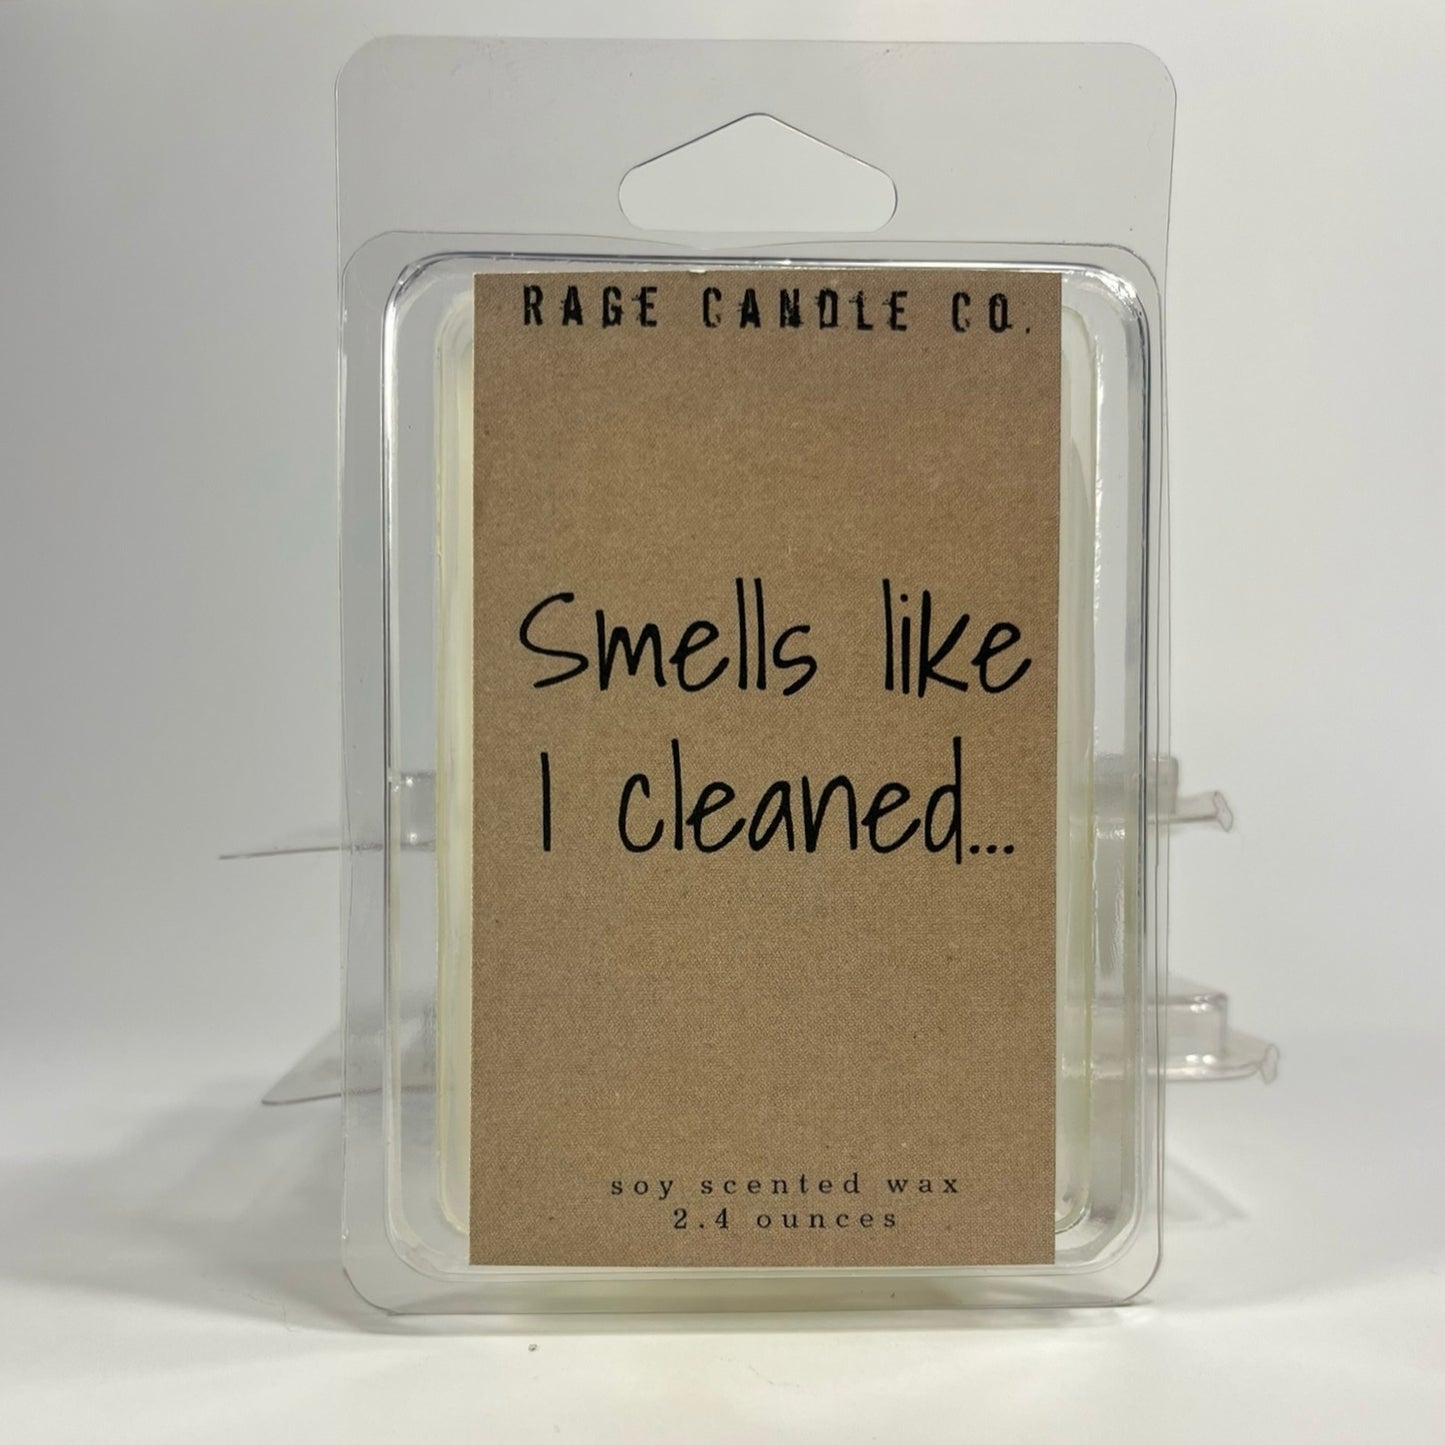 RAGE CANDLE CO.
Smells like
I cleaned...
soy scented wax
2.4 ounces